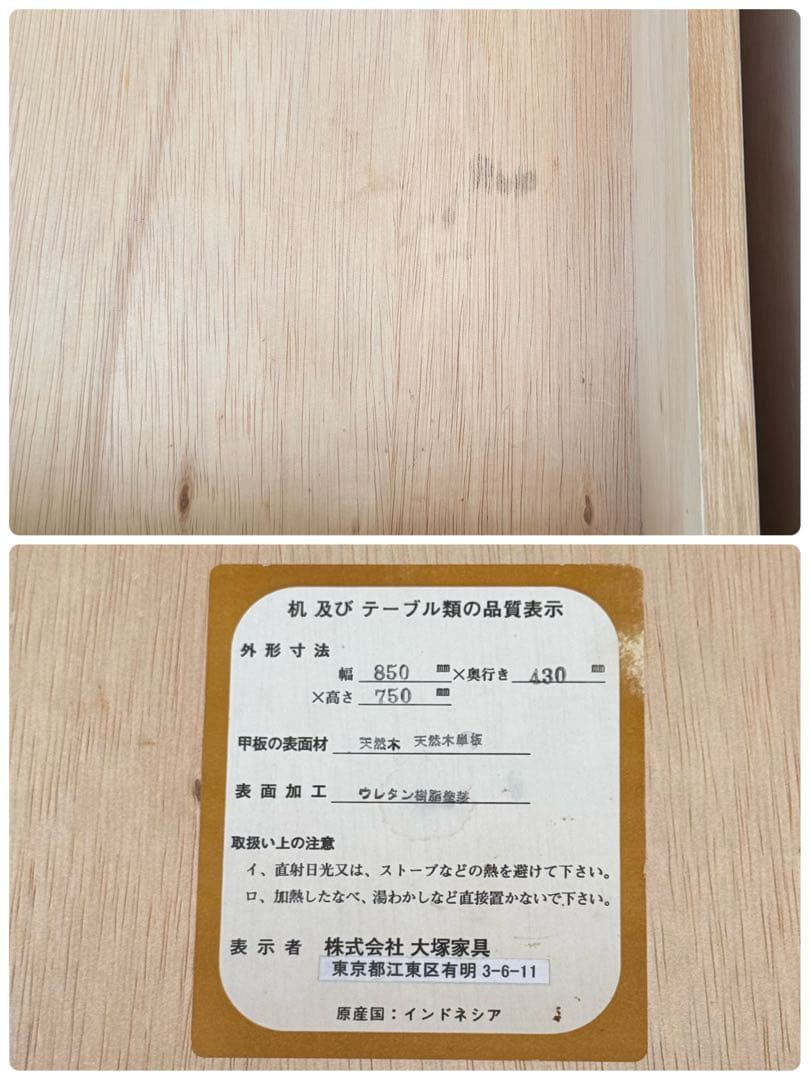 机 及び テーブル類の品質表示
外形寸法
幅 850 ㎜×奥行き 430 ㎜
×高さ 750 ㎜
甲板の表面材 天然木 天然木単板
表面加工 ウレタン樹脂塗装
取扱い上の注意
イ、直射日光又は、ストーブなどの熱を避けて下さい。
ロ、加熱したなべ、湯わかしなど直接置かないで下さい。
表示者 株式会社 大塚家具
東京都江東区有明 3-6-11
原産国：インドネシア